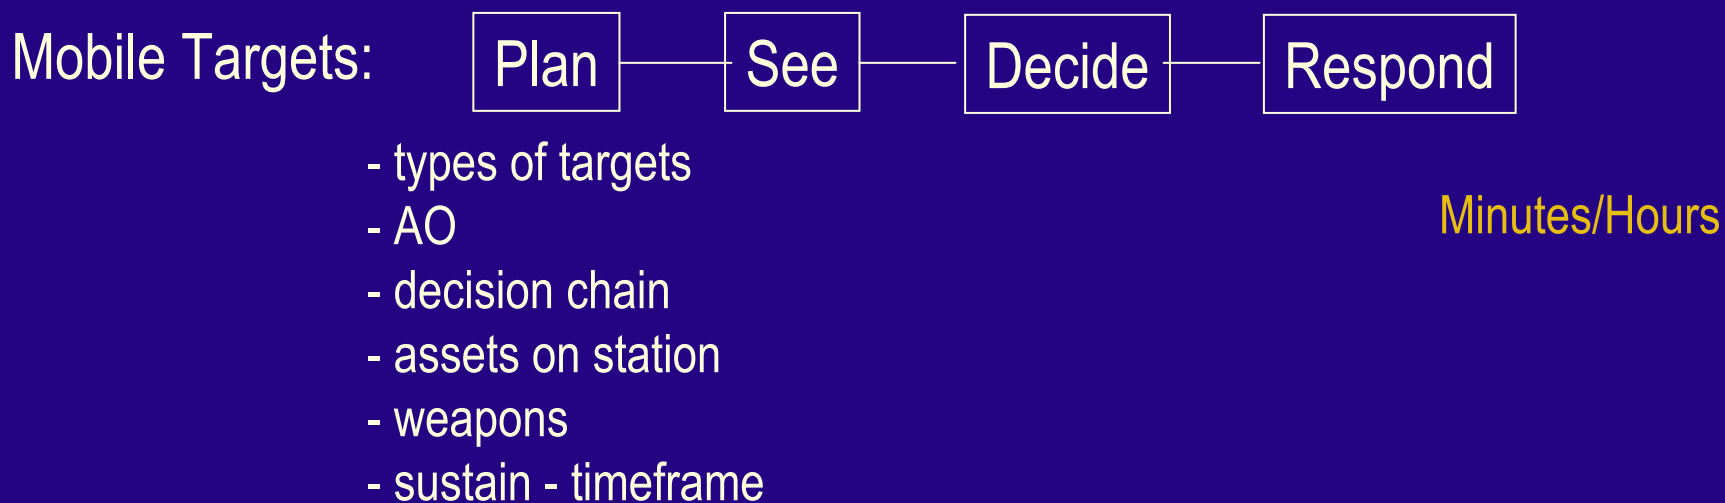 Mobile Targets: Plan See Decide Respond
- types of targets
- AO
Minutes/Hours
- decision chain
- assets on station
- weapons
- sustain - timeframe